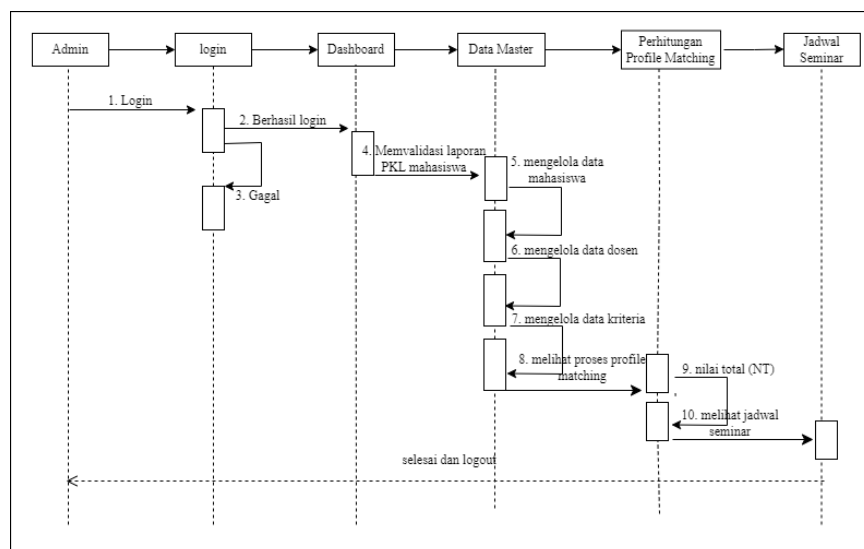 Admin
login
Dashboard
Data Master
Perhitungan
Profile Matching
Jadwal
Seminar
1. Login
2. Berhasil login
3. Gagal
4. Memvalidasi laporan
PKL mahasiswa
5. mengelola data
mahasiswa
6. mengelola data dosen
7. mengelola data kriteria
8. melihat proses profile
matching
9. nilai total (NT)
10. melihat jadwal
seminar
selesai dan logout